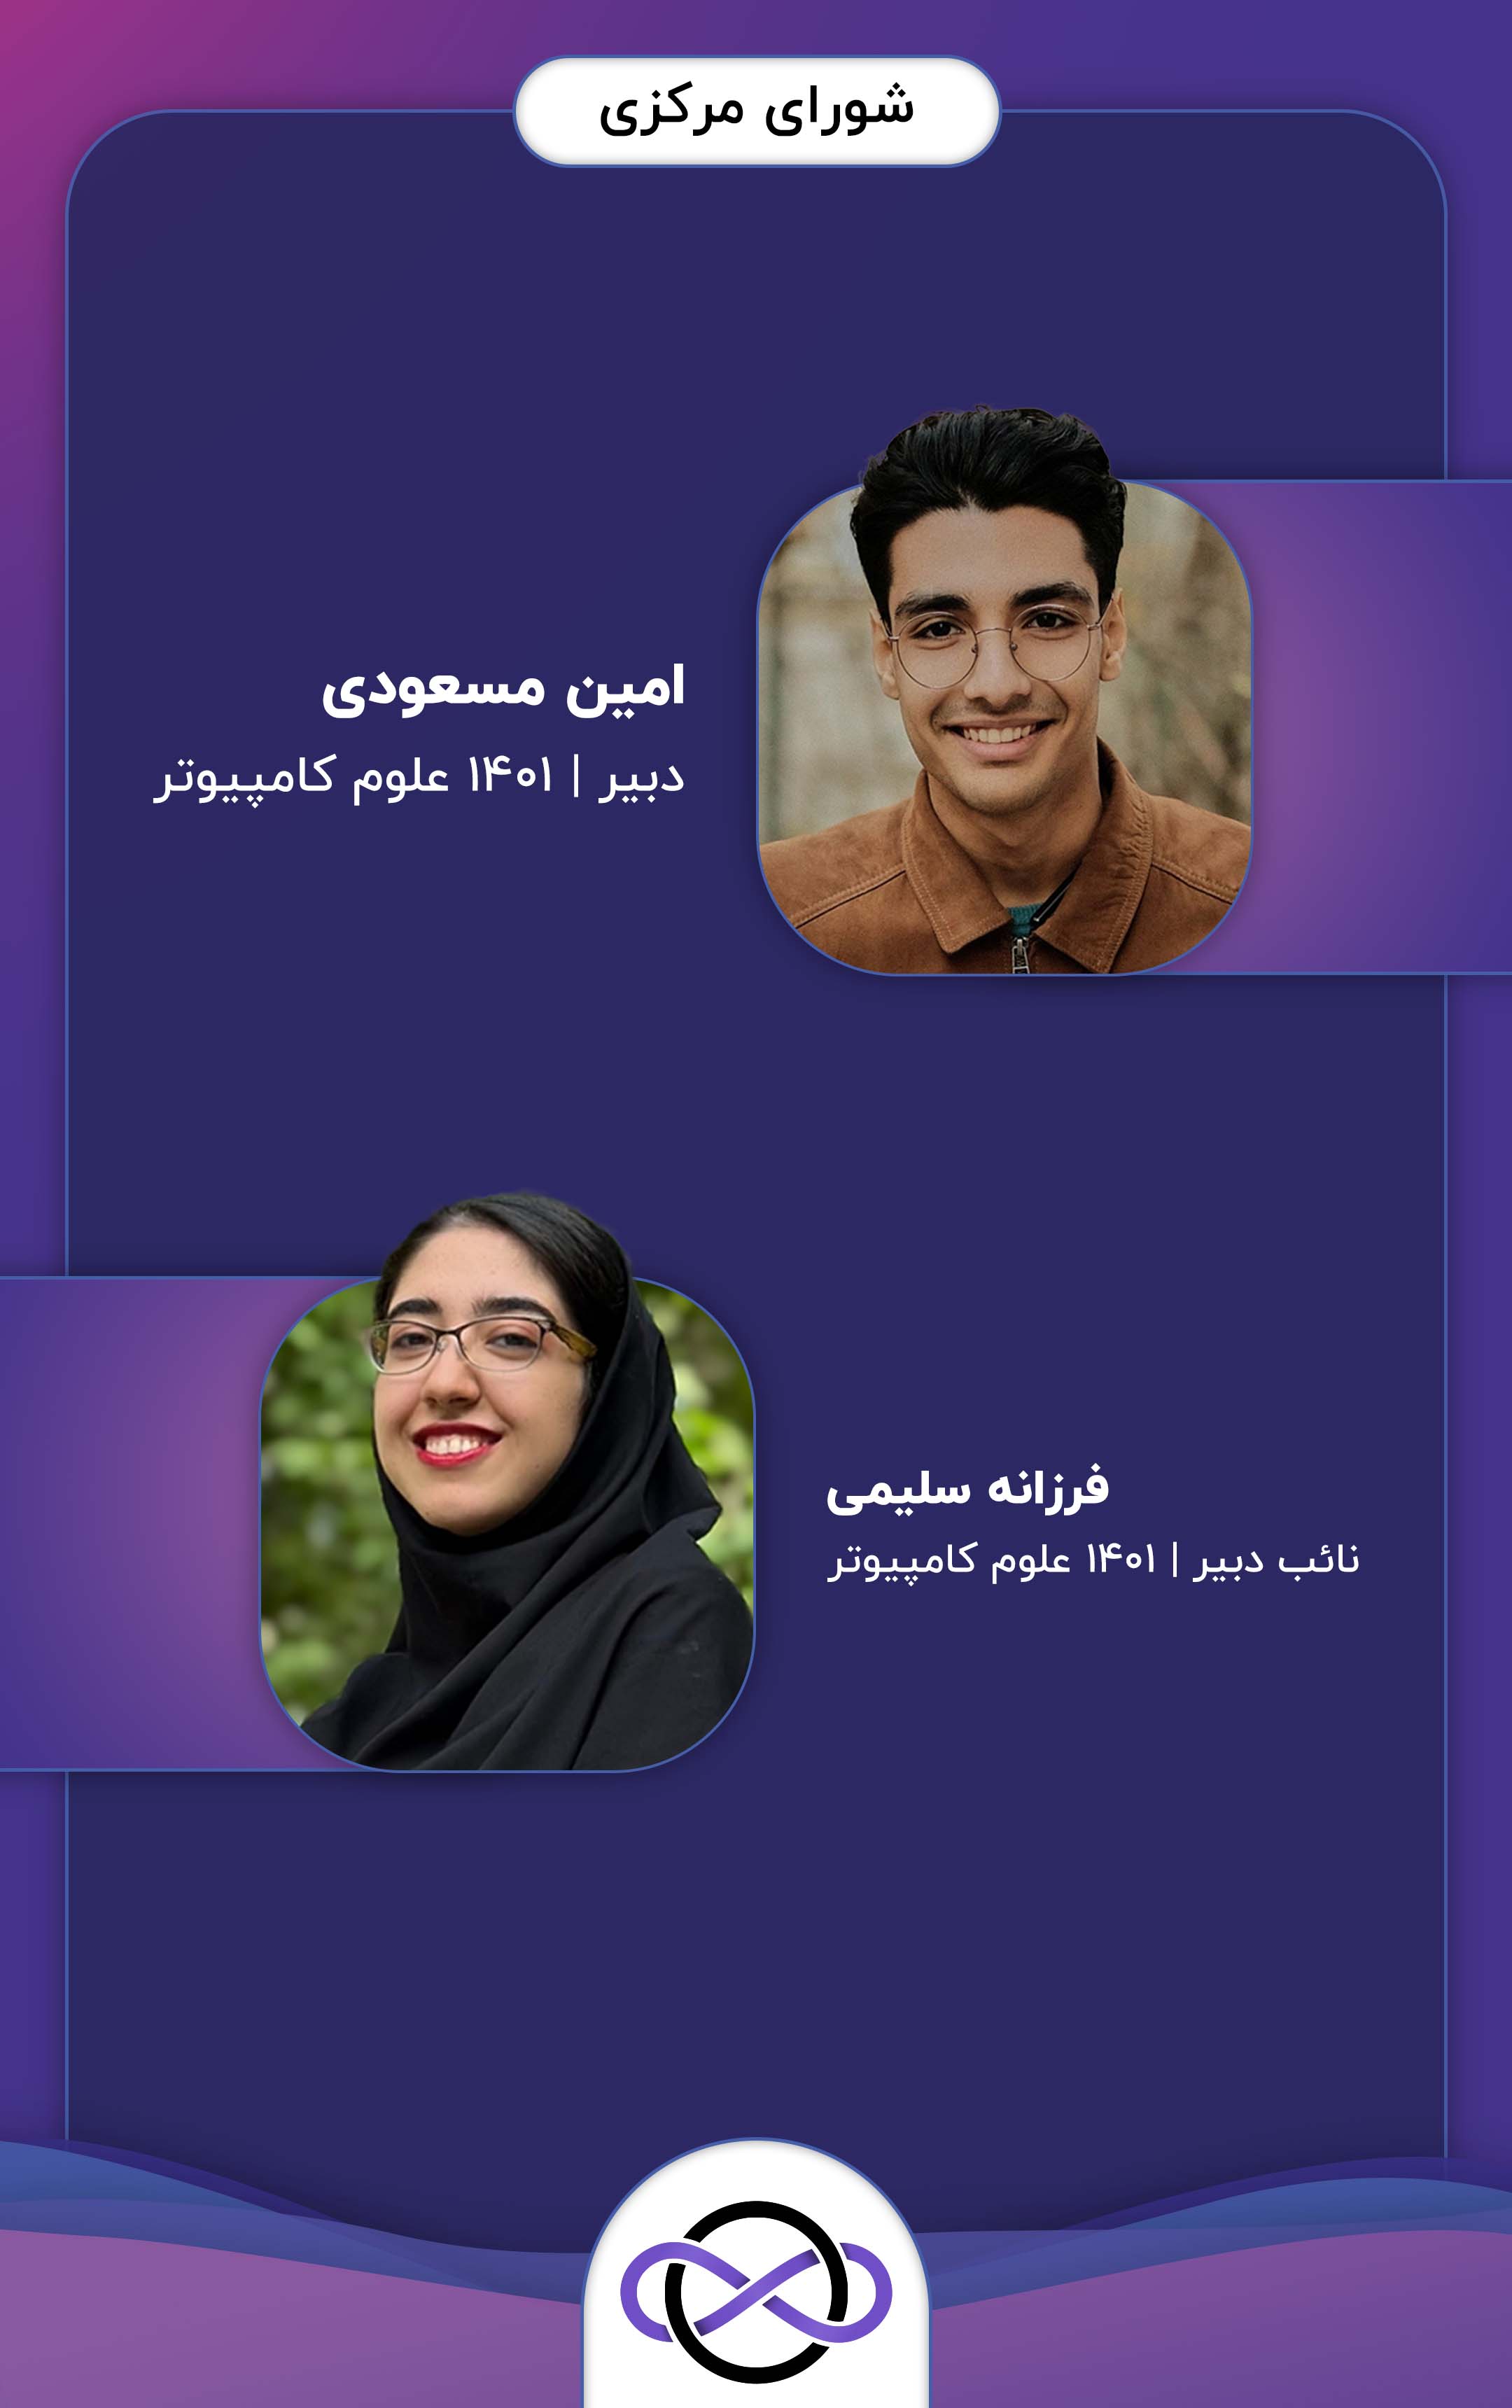 شورای مرکزی
امین مسعودی
دبیر | ۱۴۰۱ علوم کامپیوتر
فرزانه سلیمی
نائب دبیر | ۱۴۰۱ علوم کامپیوتر